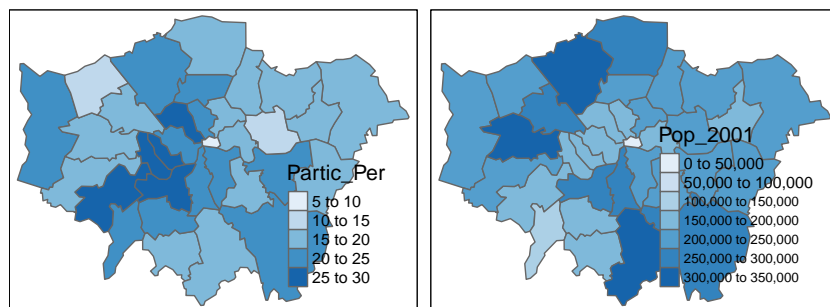 Partic_Per
5 to 10
10 to 15
15 to 20
20 to 25
25 to 30
Pop_2001
0 to 50,000
50,000 to 100,000
100,000 to 150,000
150,000 to 200,000
200,000 to 250,000
250,000 to 300,000
300,000 to 350,000